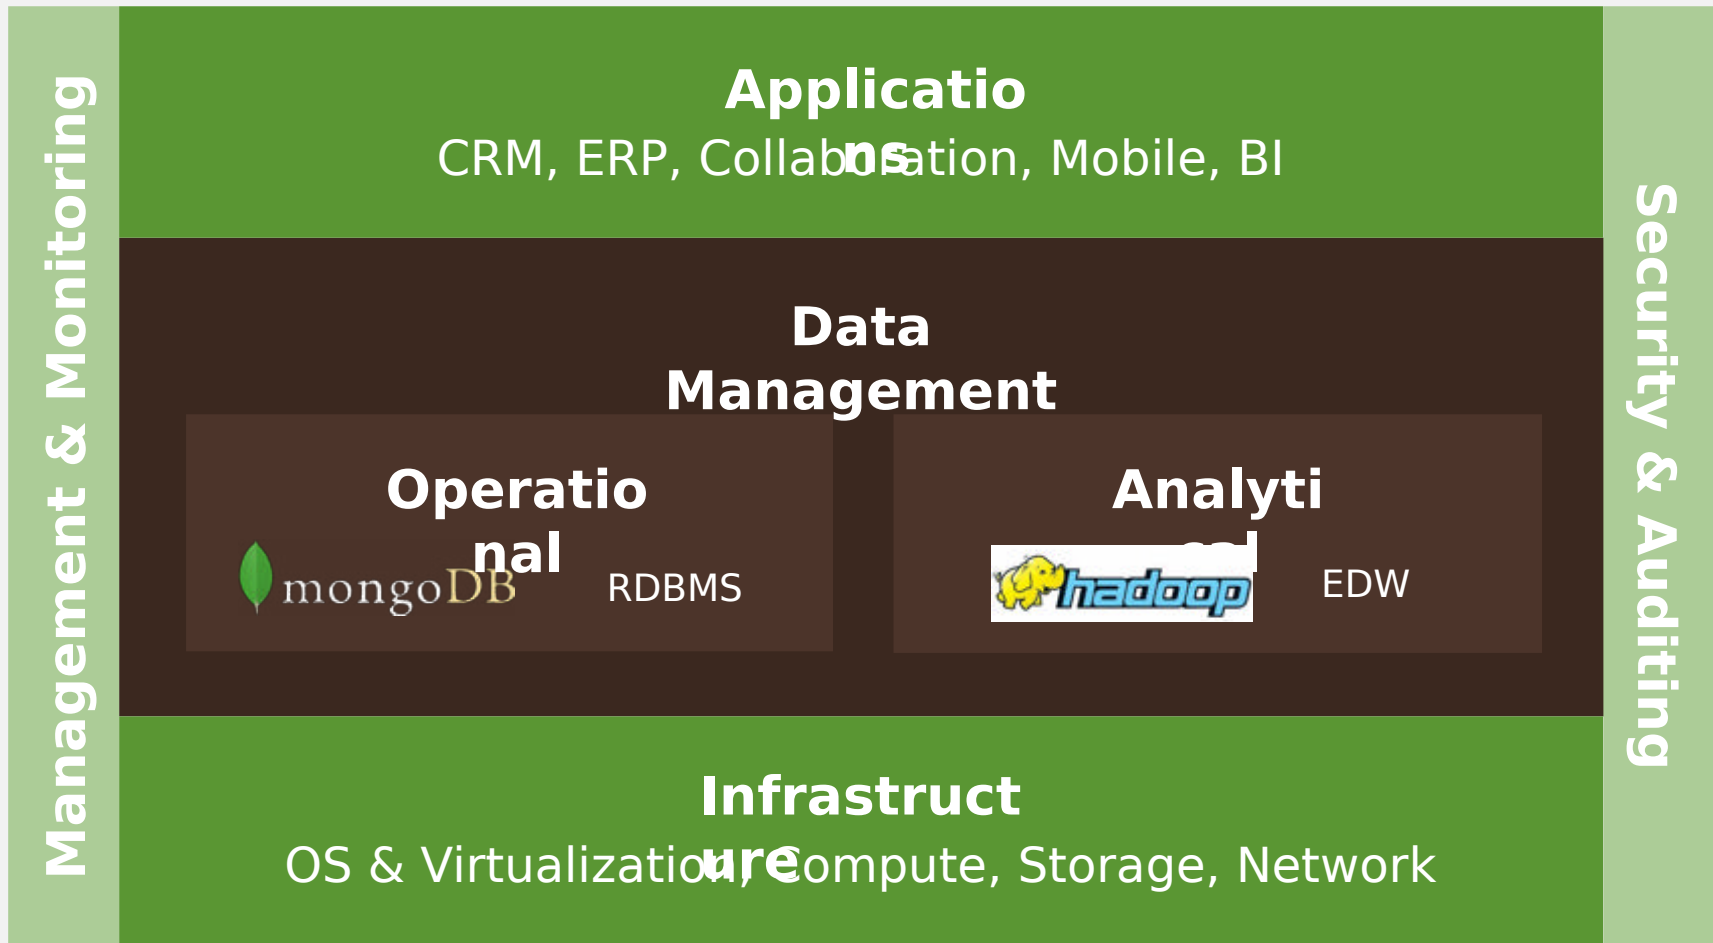 Management & Monitoring
Applicatio
ns
CRM, ERP, Collaboration, Mobile, BI
Data
Management
Operatio
nal
mongoDB
RDBMS
Analyti
cal
hadoop
EDW
Infrastruct
ure
OS & Virtualization, Compute, Storage, Network
Security & Auditing